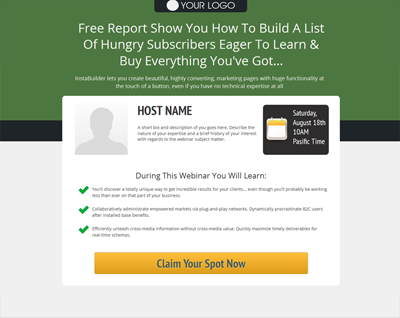 YOUR LOGO
Free Report Show You How To Build A List
Of Hungry Subscribers Eager To Learn &
Buy Everything You've Got...
InstaBuilder lets you create beautiful, highly converting, marketing pages with huge functionality at
the touch of a button, even if you have no technical expertise at all!
HOST NAME
A short bio and description of you goes here. Describe the
nature of your expertise and a brief history of your interest
with regards to the webinar subject matter.
Saturday,
August 18th
10AM
Pasific Time
During This Webinar You Will Learn:
You'll discover a totally unique way to get incredible results for your clients... even though you'll probably be working
less than ever on that part of your business.
Collaboratively administrate empowered markets via plug-and-play networks. Dynamically procrastinate B2C users
after installed base benefits.
Efficiently unleash cross-media information without cross-media value. Quickly maximize timely deliverables for
real-time schemas.
Claim Your Spot Now